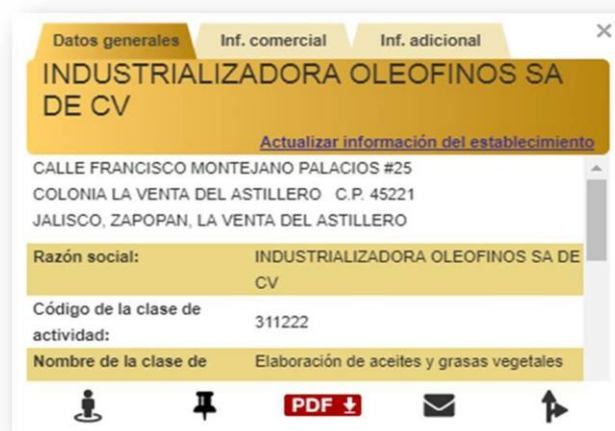 Datos generales Inf. comercial Inf. adicional
INDUSTRIALIZADORA OLEOFINOS SA
DE CV
Actualizar información del establecimiento
CALLE FRANCISCO MONTEJANO PALACIOS #25
COLONIA LA VENTA DEL ASTILLERO C.P. 45221
JALISCO, ZAPOPAN, LA VENTA DEL ASTILLERO
Razón social: INDUSTRIALIZADORA OLEOFINOS SA DE
CV
Código de la clase de
actividad: 311222
Nombre de la clase de Elaboración de aceites y grasas vegetales
PDF